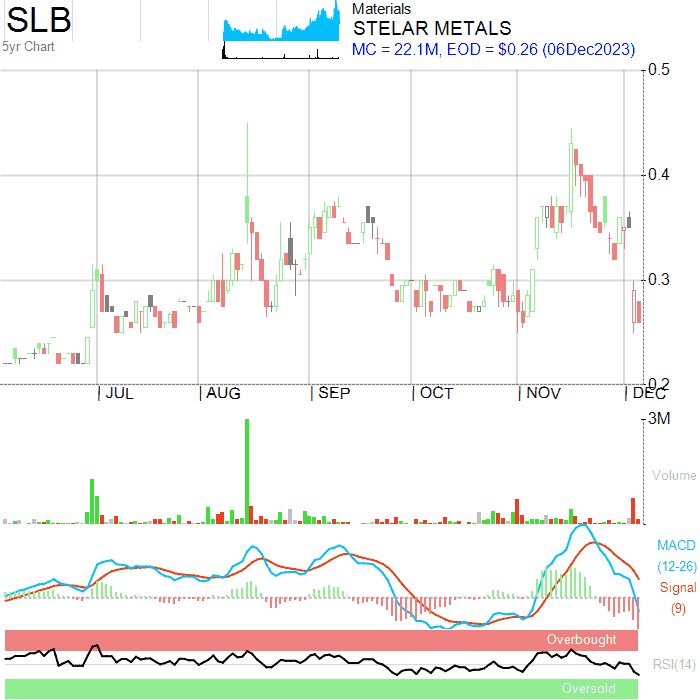 SLB
5yr Chart
Materials
STELAR METALS
MC = 22.1M, EOD = $0.26 (06Dec2023)
0.5
0.4
0.3
0.2
JUL
AUG
SEP
OCT
NOV
DEC
3M
Volume
MACD
(12-26)
Signal
(9)
Overbought
RSI(14)
Oversold